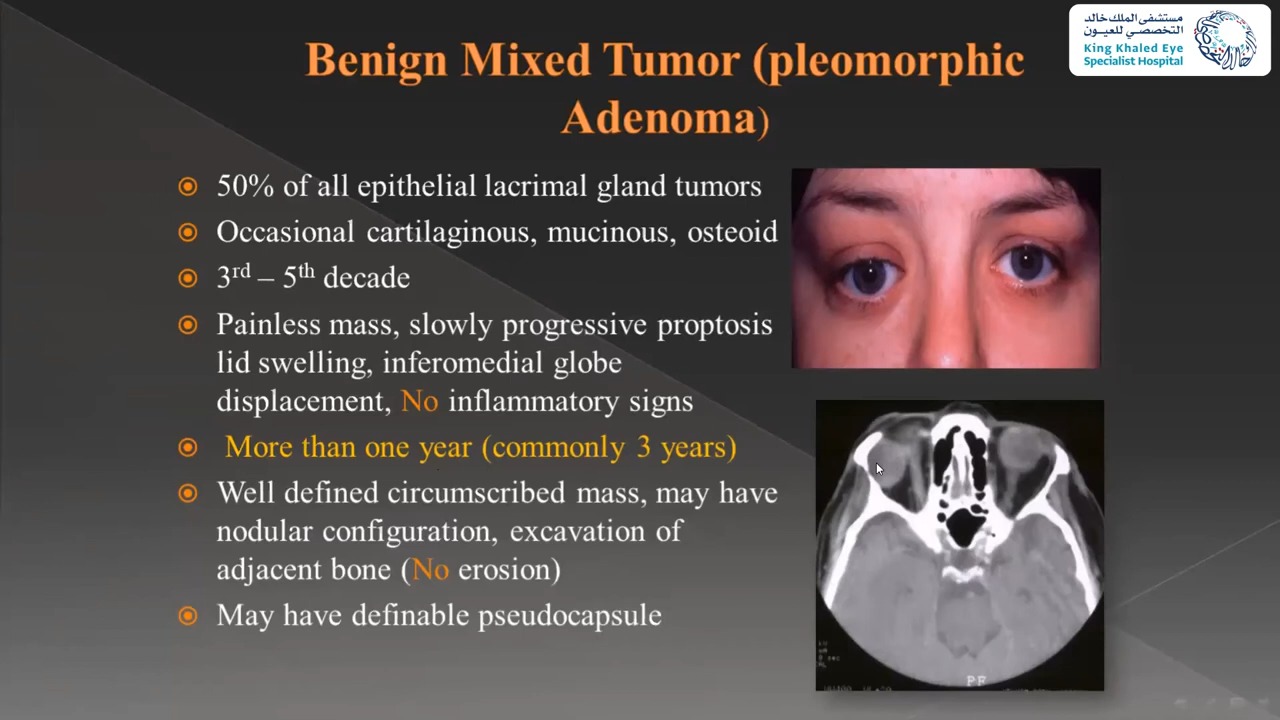 مستشفى الملك خالد
التخصصي للعيون
King Khaled Eye
Specialist Hospital
Benign Mixed Tumor (pleomorphic
Adenoma)
50% of all epithelial lacrimal gland tumors
Occasional cartilaginous, mucinous, osteoid
3rd – 5th decade
Painless mass, slowly progressive proptosis
lid swelling, inferomedial globe
displacement, No inflammatory signs
More than one year (commonly 3 years)
Well defined circumscribed mass, may have
nodular configuration, excavation of
adjacent bone (No erosion)
May have definable pseudocapsule